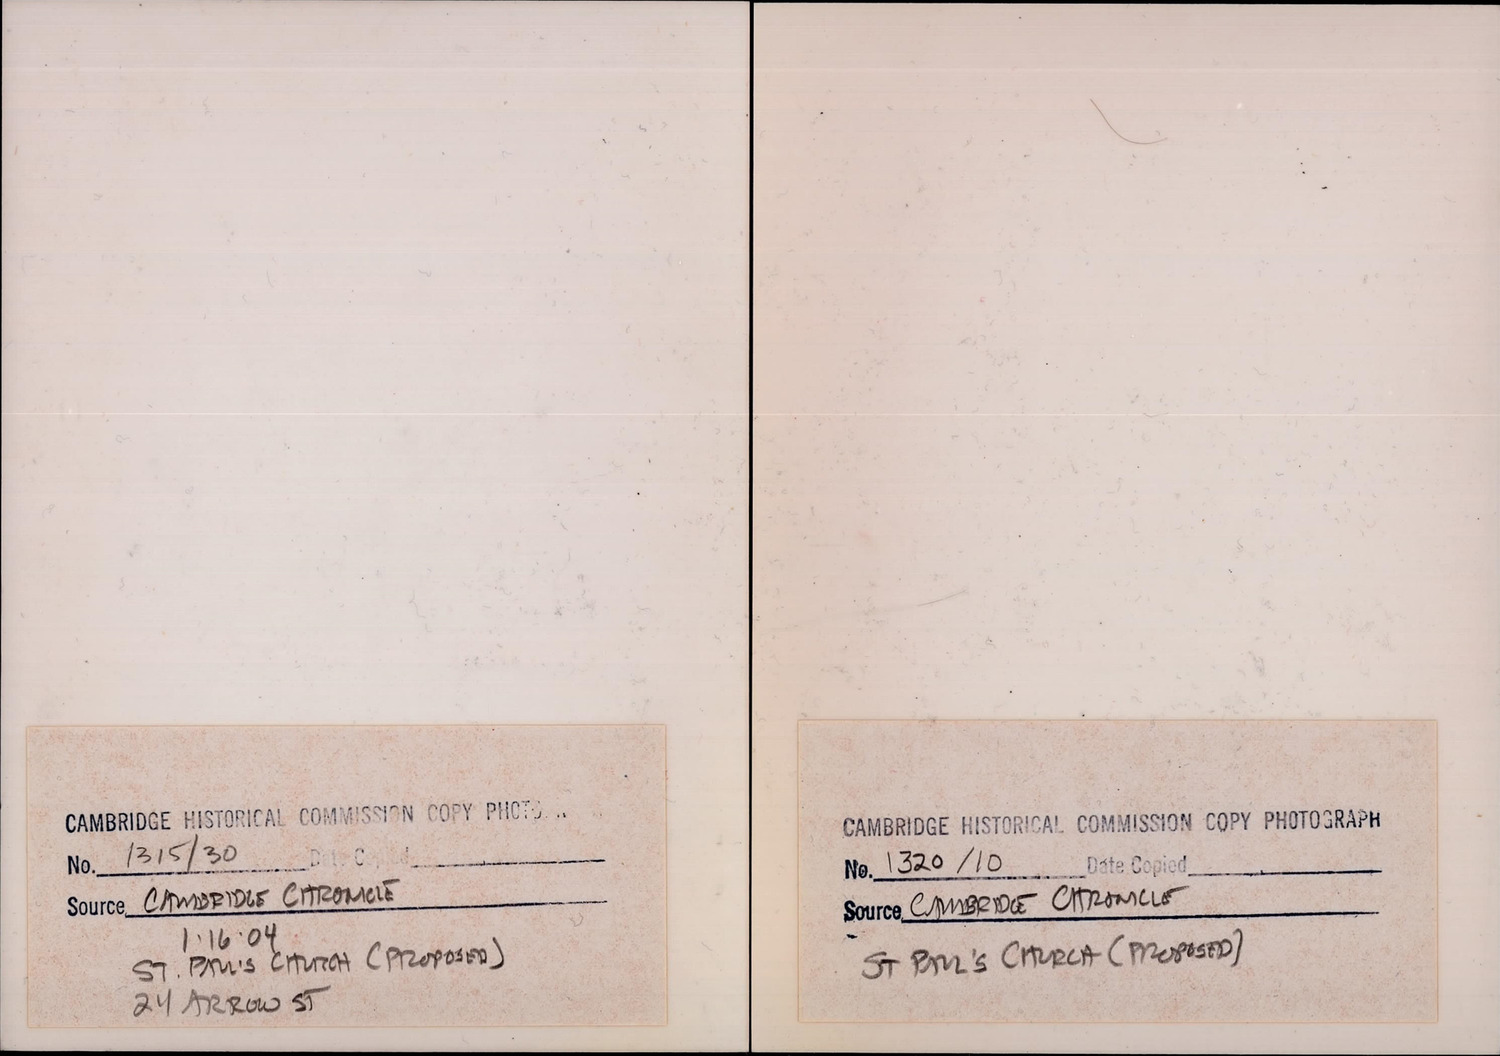 CAMBRIDGE HISTORICAL COMMISSION COPY PHOTO
No. 1315/30 Date Copied
Source CAMBRIDGE CHRONICLE
1·16·04
ST. PAUL'S CHURCH (PROPOSED)
24 ARROW ST
CAMBRIDGE HISTORICAL COMMISSION COPY PHOTOGRAPH
No. 1320/10 Date Copied
Source CAMBRIDGE CHRONICLE
ST PAUL'S CHURCH (PROPOSED)